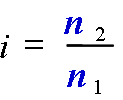 i = n₂ / n₁